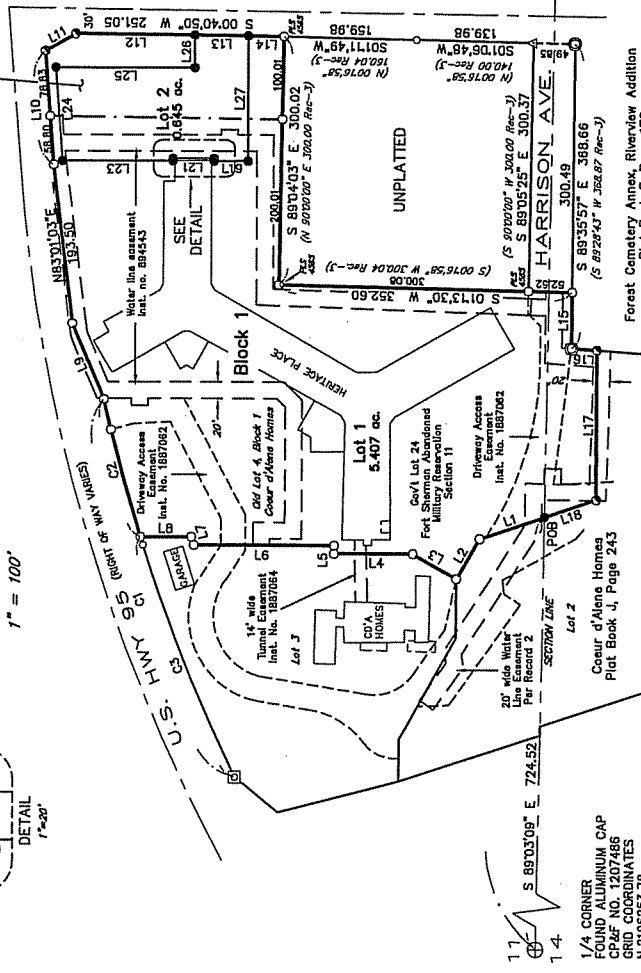 1" = 100'
DETAIL
1"=20'
U.S. HWY 95 (RIGHT OF WAY VARIES)
N83°01'03"E
193.50
58.80
78.83
L10
L11
30'
251.05
S 00°40'50" W
L12
L26
L13
L14
L25
L24
L23
L21
L27
L9
C2
C1
C3
L8
L7
L6
L5
L4
L3
L2
L1
Water line easement
Inst. no. 894543
SEE
DETAIL
Lot 2
0.645 ac.
PLS
4565
159.98
S01°11'49"W
(N 00°16'58"
160.04 Rec-3)
139.98
S01°06'48"W
(N 00°16'58"
140.00 Rec-3)
49.85
100.01
200.01
S 89°04'03" E 300.02
(N 90°00'00" E 300.00 Rec-3)
UNPLATTED
(S 90°00'00" W 300.00 Rec-3)
S 89°05'25" E 300.37
HARRISON AVE.
300.49
S 89°35'57" E 368.66
(S 89°28'43" W 368.87 Rec-3)
Forest Cemetery Annex, Riverview Addition
PLS
4565
(S 00°16'58" W 300.04 Rec-3)
300.08
S 01°13'30" W 352.60
52.52
L15
L16
L17
L18
20'
Block 1
HERITAGE PLACE
20'
Driveway Access
Easement
Inst. No. 1887062
Old Lot 4, Block 1
Coeur d'Alene Homes
Lot 1
5.407 ac.
Gov't Lot 24
Fort Sherman Abandoned
Military Reservation
Section 11
Driveway Access
Easement
Inst. No. 1887062
GARAGE
14' wide
Tunnel Easement
Inst. No. 1887064
Lot 3
CD'A
HOMES
20' wide Water
Line Easement
Per Record 2
SECTION LINE
POB
Lot 2
Coeur d'Alene Homes
Plat Book J, Page 243
S 89°03'09" E 724.52
11
14
1/4 CORNER
FOUND ALUMINUM CAP
CP&F NO. 1207486
GRID COORDINATES